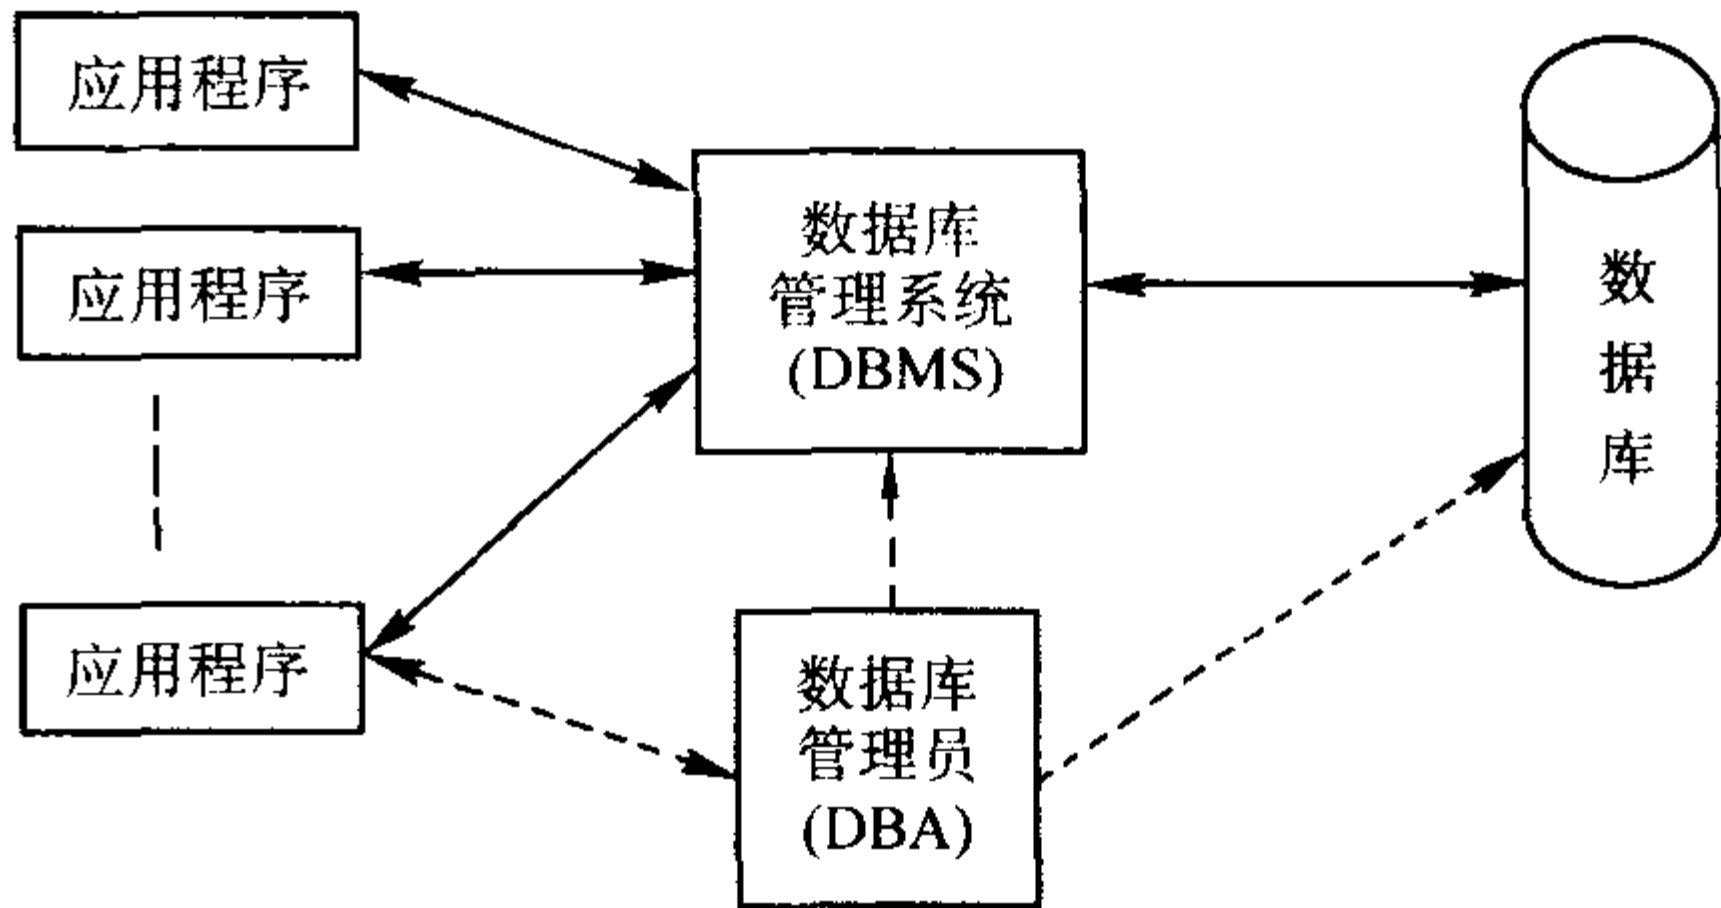 应用程序
应用程序
应用程序
数据库
管理系统
(DBMS)
数据库
管理员
(DBA)
数据库